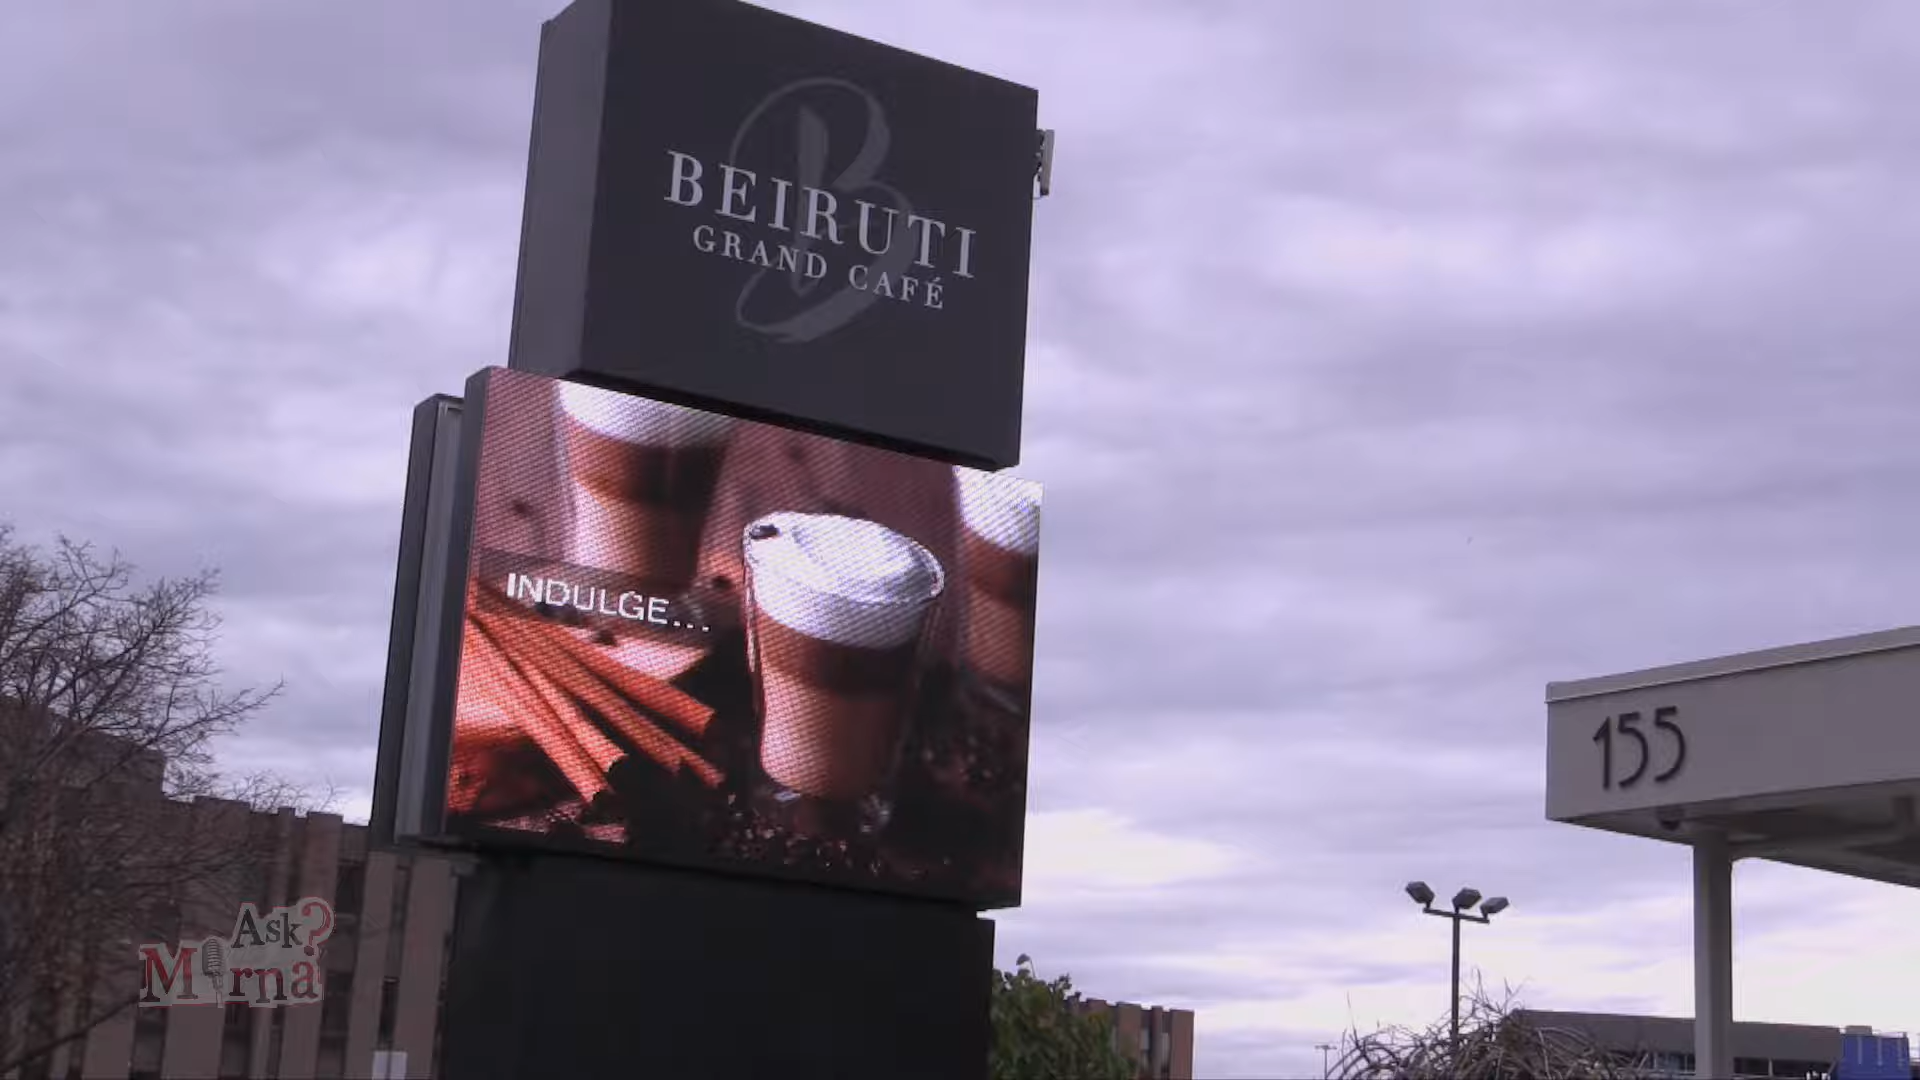 BEIRUTI
GRAND CAFÉ
INDULGE...
155
Ask?
Mirna